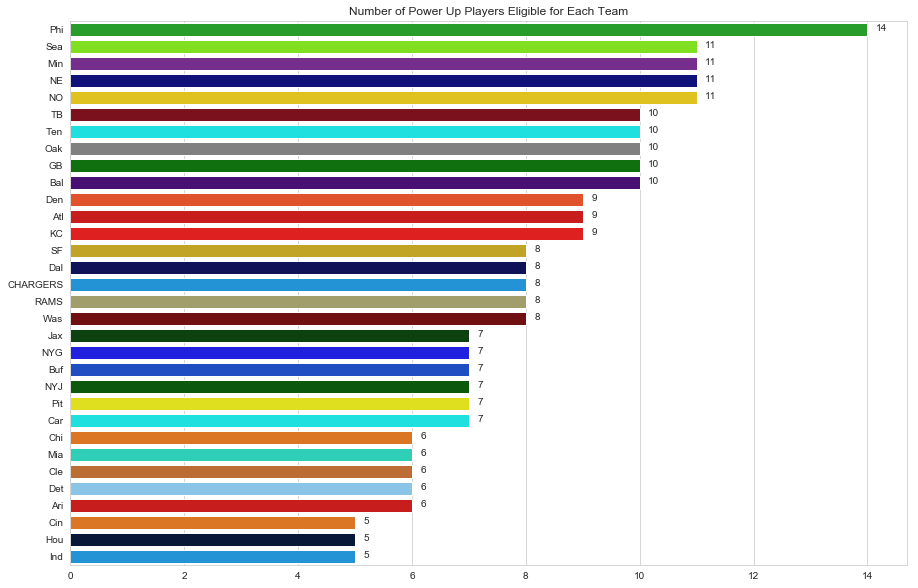 Number of Power Up Players Eligible for Each Team
Phi 14
Sea 11
Min 11
NE 11
NO 11
TB 10
Ten 10
Oak 10
GB 10
Bal 10
Den 9
Atl 9
KC 9
SF 8
Dal 8
CHARGERS 8
RAMS 8
Was 8
Jax 7
NYG 7
Buf 7
NYJ 7
Pit 7
Car 7
Chi 6
Mia 6
Cle 6
Det 6
Ari 6
Cin 5
Hou 5
Ind 5
0 2 4 6 8 10 12 14